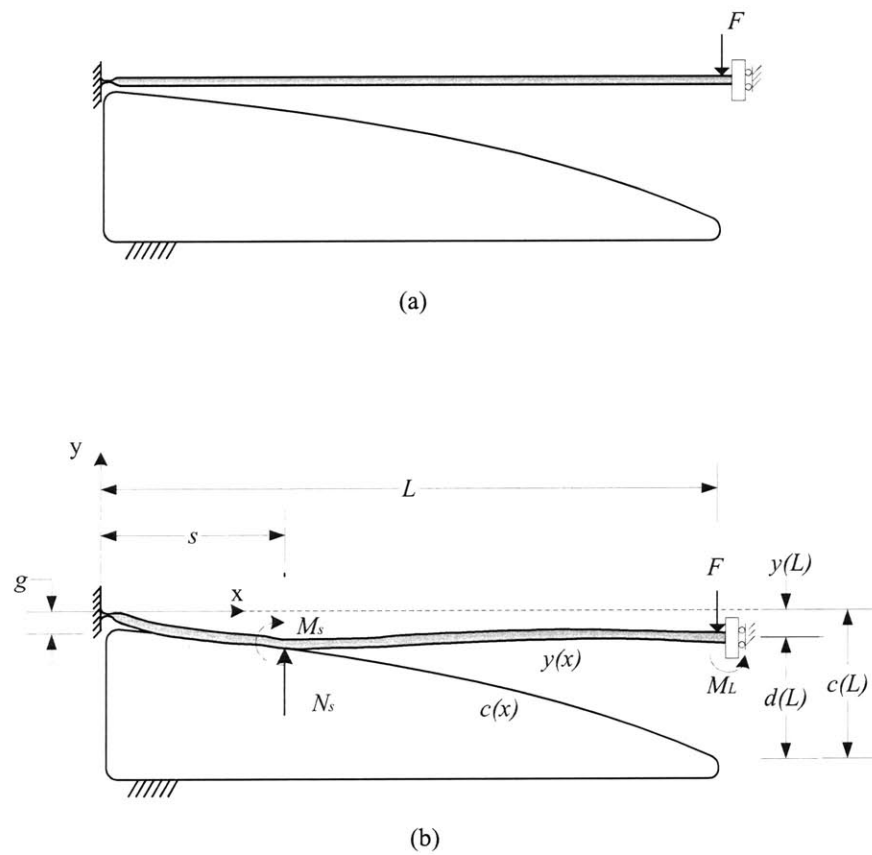 F
(a)
y
L
s
g
x
F
y(L)
M_s
y(x)
N_s
c(x)
M_L
d(L)
c(L)
(b)